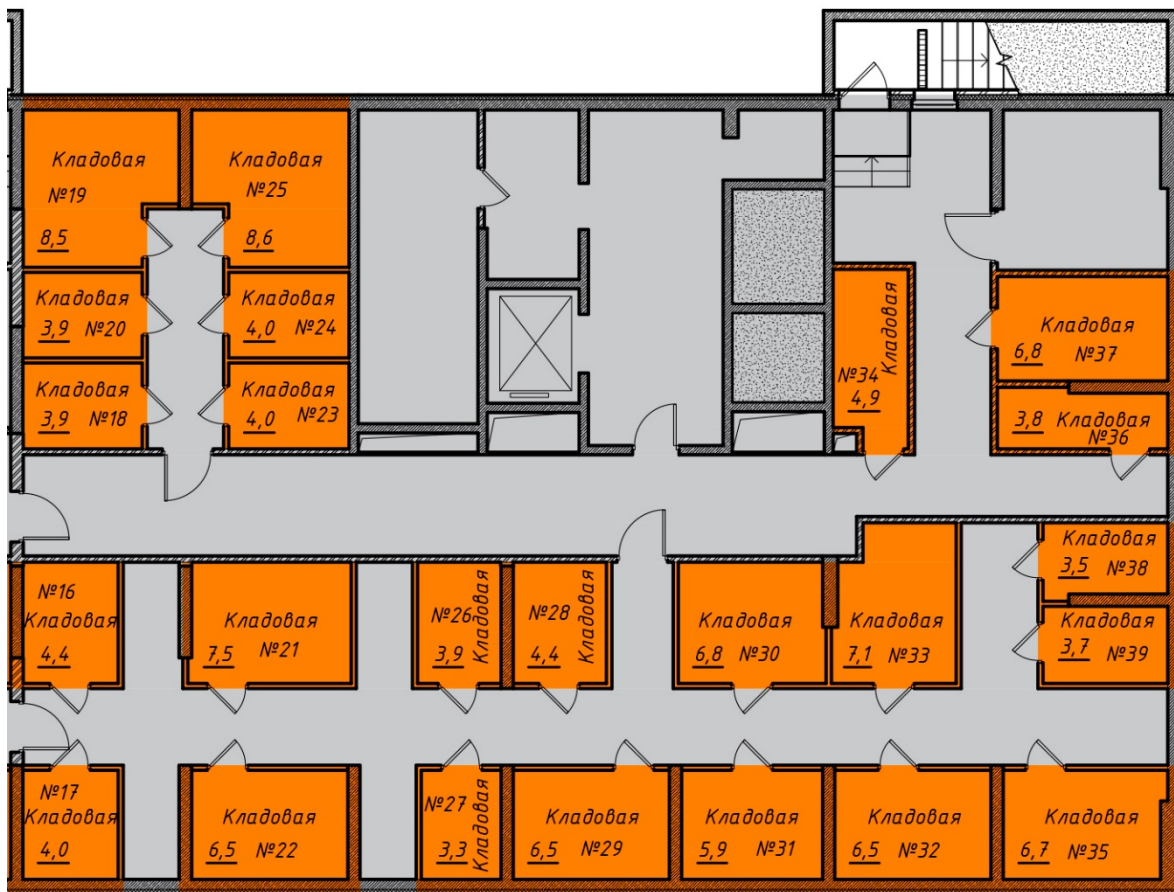 Кладовая
№19
8,5
Кладовая
№25
8,6
Кладовая
3,9 №20
Кладовая
4,0 №24
Кладовая
3,9 №18
Кладовая
4,0 №23
Кладовая
№34
4,9
Кладовая
6,8 №37
3,8 Кладовая
№36
№16
Кладовая
4,4
Кладовая
7,5 №21
№26
Кладовая
3,9
№28
Кладовая
4,4
Кладовая
6,8 №30
Кладовая
7,1 №33
Кладовая
3,5 №38
Кладовая
3,7 №39
№17
Кладовая
4,0
Кладовая
6,5 №22
№27
Кладовая
3,3
Кладовая
6,5 №29
Кладовая
5,9 №31
Кладовая
6,5 №32
Кладовая
6,7 №35